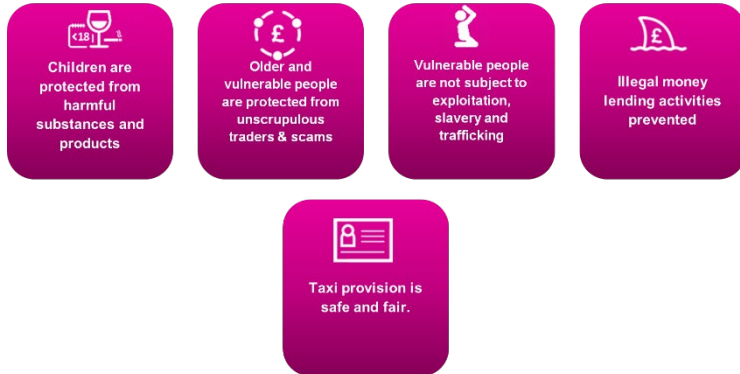 <18
£
Children are
protected from
harmful
substances and
products
£
Older and
vulnerable people
are protected from
unscrupulous
traders & scams
Vulnerable people
are not subject to
exploitation,
slavery and
trafficking
£
Illegal money
lending activities
prevented
Taxi provision is
safe and fair.